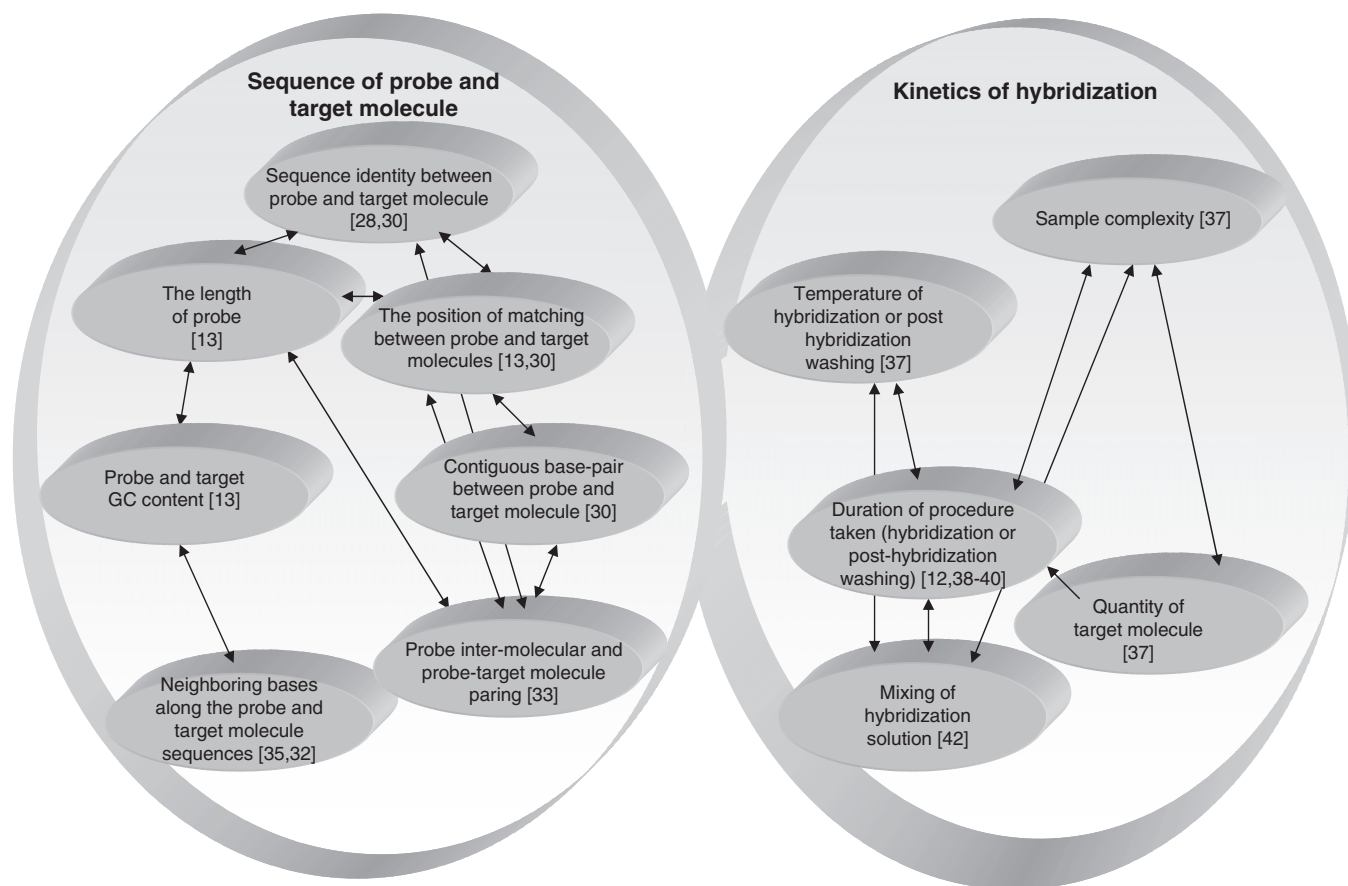 Sequence of probe and
target molecule
Sequence identity between
probe and target molecule
[28,30]
The length
of probe
[13]
The position of matching
between probe and target
molecules [13,30]
Probe and target
GC content [13]
Contiguous base-pair
between probe and
target molecule [30]
Probe inter-molecular and
probe-target molecule
paring [33]
Neighboring bases
along the probe and
target molecule
sequences [35,32]
Kinetics of hybridization
Sample complexity [37]
Temperature of
hybridization or post
hybridization
washing [37]
Duration of procedure
taken (hybridization or
post-hybridization
washing) [12,38-40]
Quantity of
target molecule
[37]
Mixing of
hybridization
solution [42]